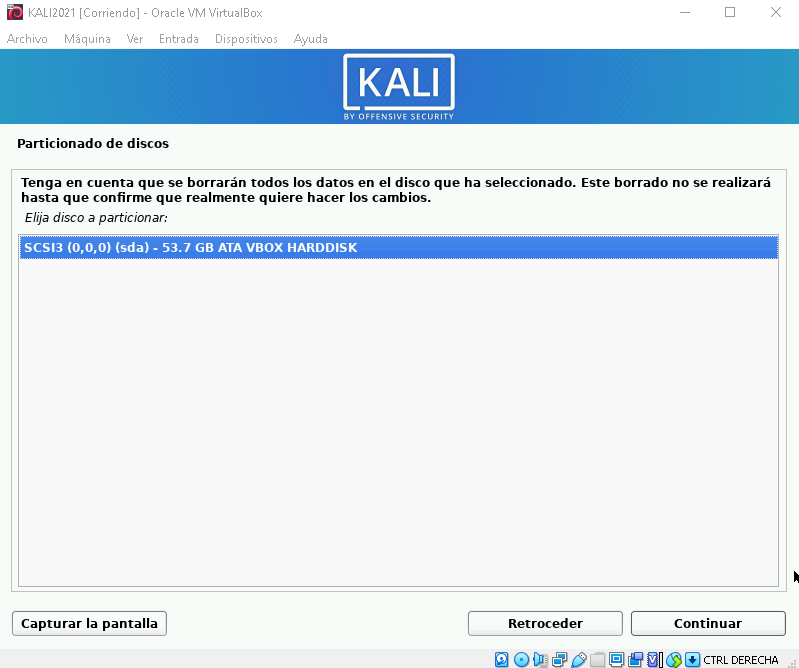 KALI2021 [Corriendo] - Oracle VM VirtualBox
Archivo Máquina Ver Entrada Dispositivos Ayuda
KALI
BY OFFENSIVE SECURITY
Particionado de discos
Tenga en cuenta que se borrarán todos los datos en el disco que ha seleccionado. Este borrado no se realizará
hasta que confirme que realmente quiere hacer los cambios.
Elija disco a particionar:
SCSI3 (0,0,0) (sda) - 53.7 GB ATA VBOX HARDDISK
Capturar la pantalla Retroceder Continuar
CTRL DERECHA